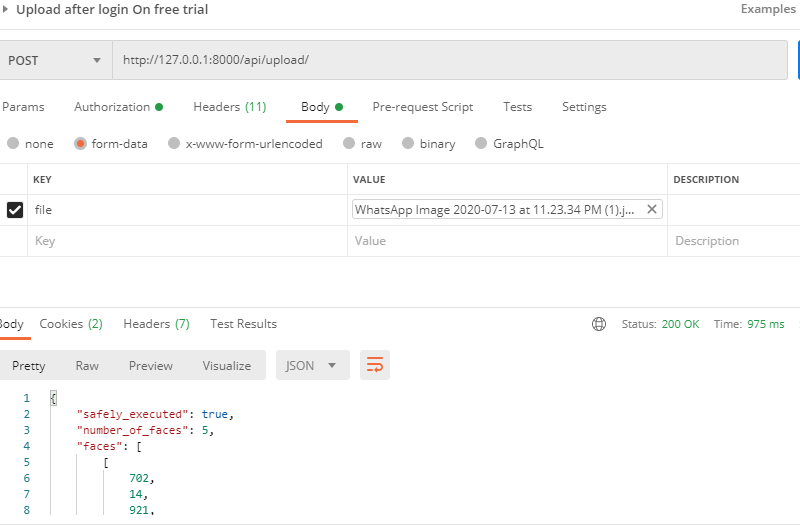 Upload after login On free trial Examples
POST http://127.0.0.1:8000/api/upload/
Params Authorization Headers (11) Body Pre-request Script Tests Settings
none form-data x-www-form-urlencoded raw binary GraphQL
KEY VALUE DESCRIPTION
file WhatsApp Image 2020-07-13 at 11.23.34 PM (1).j...
Key Value Description
Body Cookies (2) Headers (7) Test Results Status: 200 OK Time: 975 ms
Pretty Raw Preview Visualize JSON
1 {
2 "safely_executed": true,
3 "number_of_faces": 5,
4 "faces": [
5 [
6 702,
7 14,
8 921,